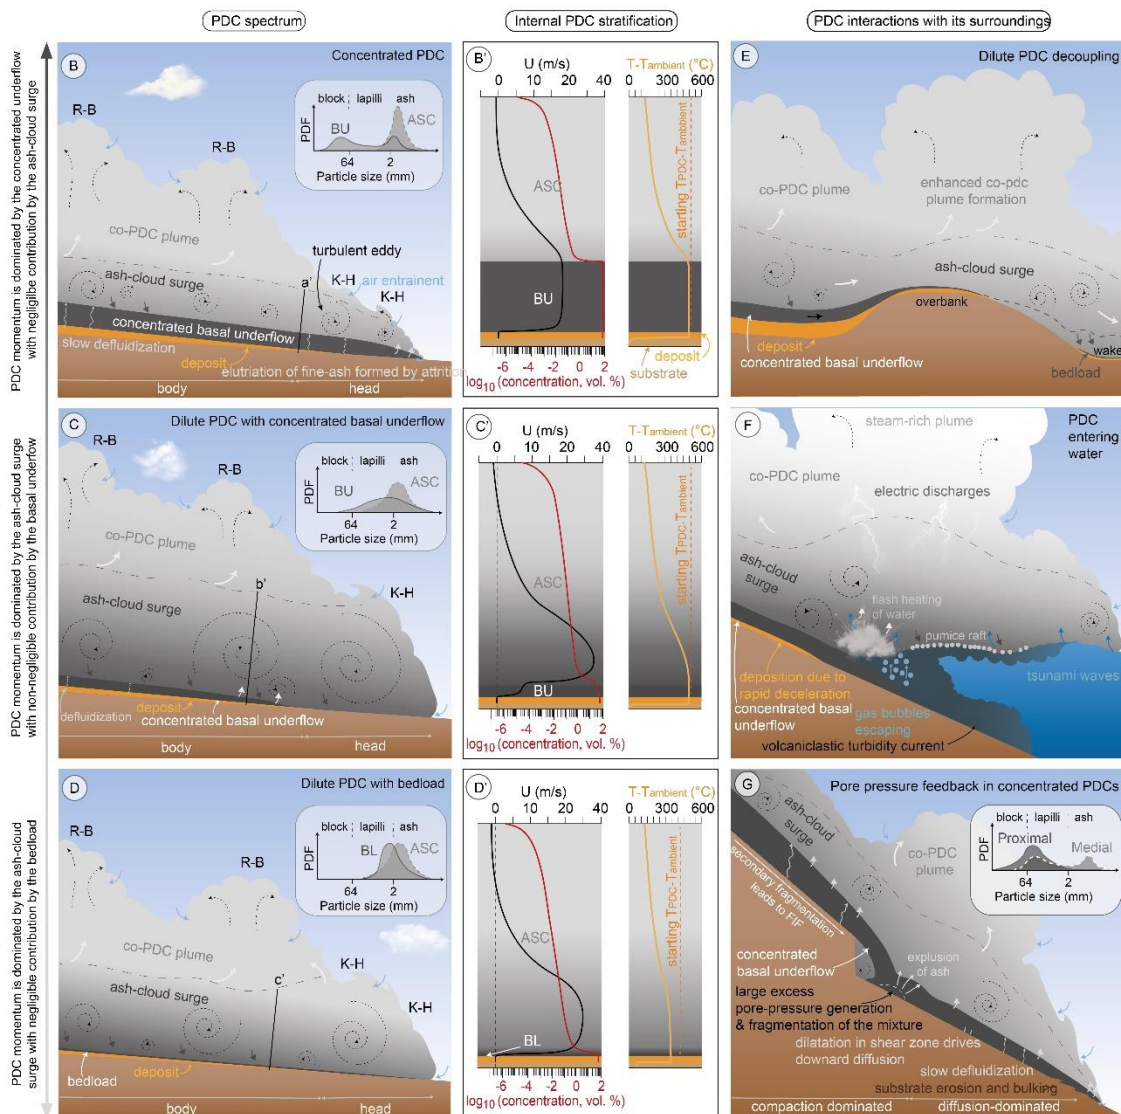 PDC spectrum
Internal PDC stratification
PDC interactions with its surroundings
PDC momentum is dominated by the concentrated underflow
with negligilbe contribution by the ash-cloud surge
B
Concentrated PDC
R-B
R-B
block
lapilli
ash
PDF
BU
ASC
64
2
Particle size (mm)
co-PDC plume
turbulent eddy
K-H
air entrainent
ash-cloud surge
a'
K-H
concentrated basal underflow
slow defluidization
deposit
elutriation of fine-ash formed by attrition
body
head
B'
U (m/s)
0
10
20
40
T-Tambient (°C)
0
300
600
ASC
starting TPDC-Tambbient
BU
deposit
substrate
-6
-4
-2
0
2
log10 (concentration, vol. %)
E
Dilute PDC decoupling
co-PDC plume
enhanced co-pdc
plume formation
ash-cloud surge
overbank
deposit
concentrated basal underflow
wake
bedload
PDC momentum is dominated by the ash-cloud surge
with non-negligible contribution by the basal underfow
C
Dilute PDC with concentrated basal underflow
R-B
R-B
block
lapilli
ash
PDF
BU
ASC
64
2
Particle size (mm)
co-PDC plume
K-H
b'
ash-cloud surge
defluidization
deposit
concentrated basal underflow
body
head
C'
U (m/s)
0
10
20
40
T-Tambient (°C)
0
300
600
ASC
starting TPDC-Tambient
BU
-6
-4
-2
0
2
log10 (concentration, vol. %)
F
PDC
entering
water
steam-rich plume
co-PDC plume
electric discharges
ash-cloud
surge
flash heating
of water
pumice raft
tsunami waves
deposition due to
rapid deceleration
concentrated basal
underflow
gas bubbles
escaping
volcaniclastic turbidity current
PDC momentum is dominated by the ash-cloud
surge with negligible contribution by the bedload
D
Dilute PDC with bedload
R-B
R-B
block
lapilli
ash
PDF
BL
ASC
64
2
Particle size (mm)
co-PDC plume
K-H
c'
ash-cloud surge
K-H
bedload
deposit
body
head
D'
U (m/s)
0
10
20
40
T-Tambient (°C)
0
300
600
ASC
starting TPDC-Tambient
BL
-6
-4
-2
0
2
log10 (concentration, vol. %)
G
Pore pressure feedback in concentrated PDCs
ash-cloud
surge
block
lapilli
ash
PDF
Proximal
Medial
64
2
Particle size (mm)
co-PDC
plume
secondary fragmentation
leads to FIF
concentrated
basal underflow
explusion
of ash
large excess
pore-pressure generation
& fragmentation of the mixture
dilatation in shear zone drives
downard diffusion
slow defluidization
substrate erosion and bulking
compaction dominated
diffusion-dominated